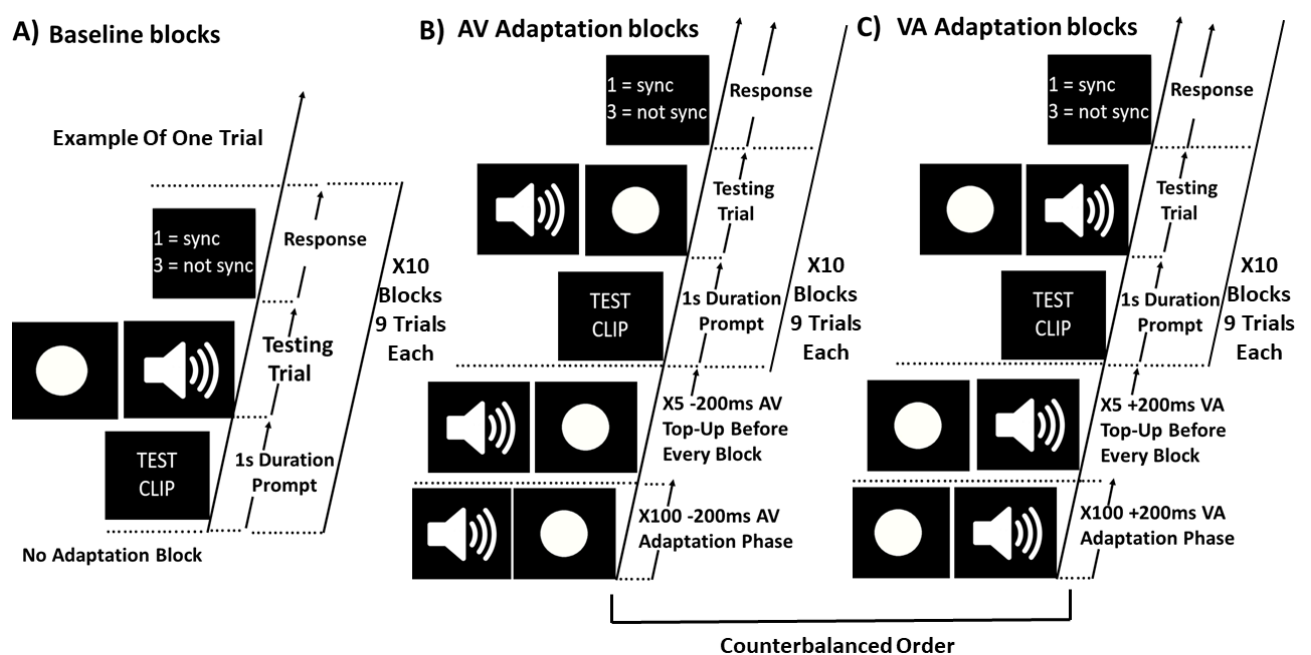 A) Baseline blocks
Example Of One Trial
1 = sync
3 = not sync
Response
Testing
Trial
TEST
CLIP
1s Duration
Prompt
X10
Blocks
9 Trials
Each
No Adaptation Block
B) AV Adaptation blocks
1 = sync
3 = not sync
Response
Testing
Trial
TEST
CLIP
1s Duration
Prompt
X10
Blocks
9 Trials
Each
X5 -200ms AV
Top-Up Before
Every Block
X100 -200ms AV
Adaptation Phase
C) VA Adaptation blocks
1 = sync
3 = not sync
Response
Testing
Trial
TEST
CLIP
1s Duration
Prompt
X10
Blocks
9 Trials
Each
X5 +200ms VA
Top-Up Before
Every Block
X100 +200ms VA
Adaptation Phase
Counterbalanced Order